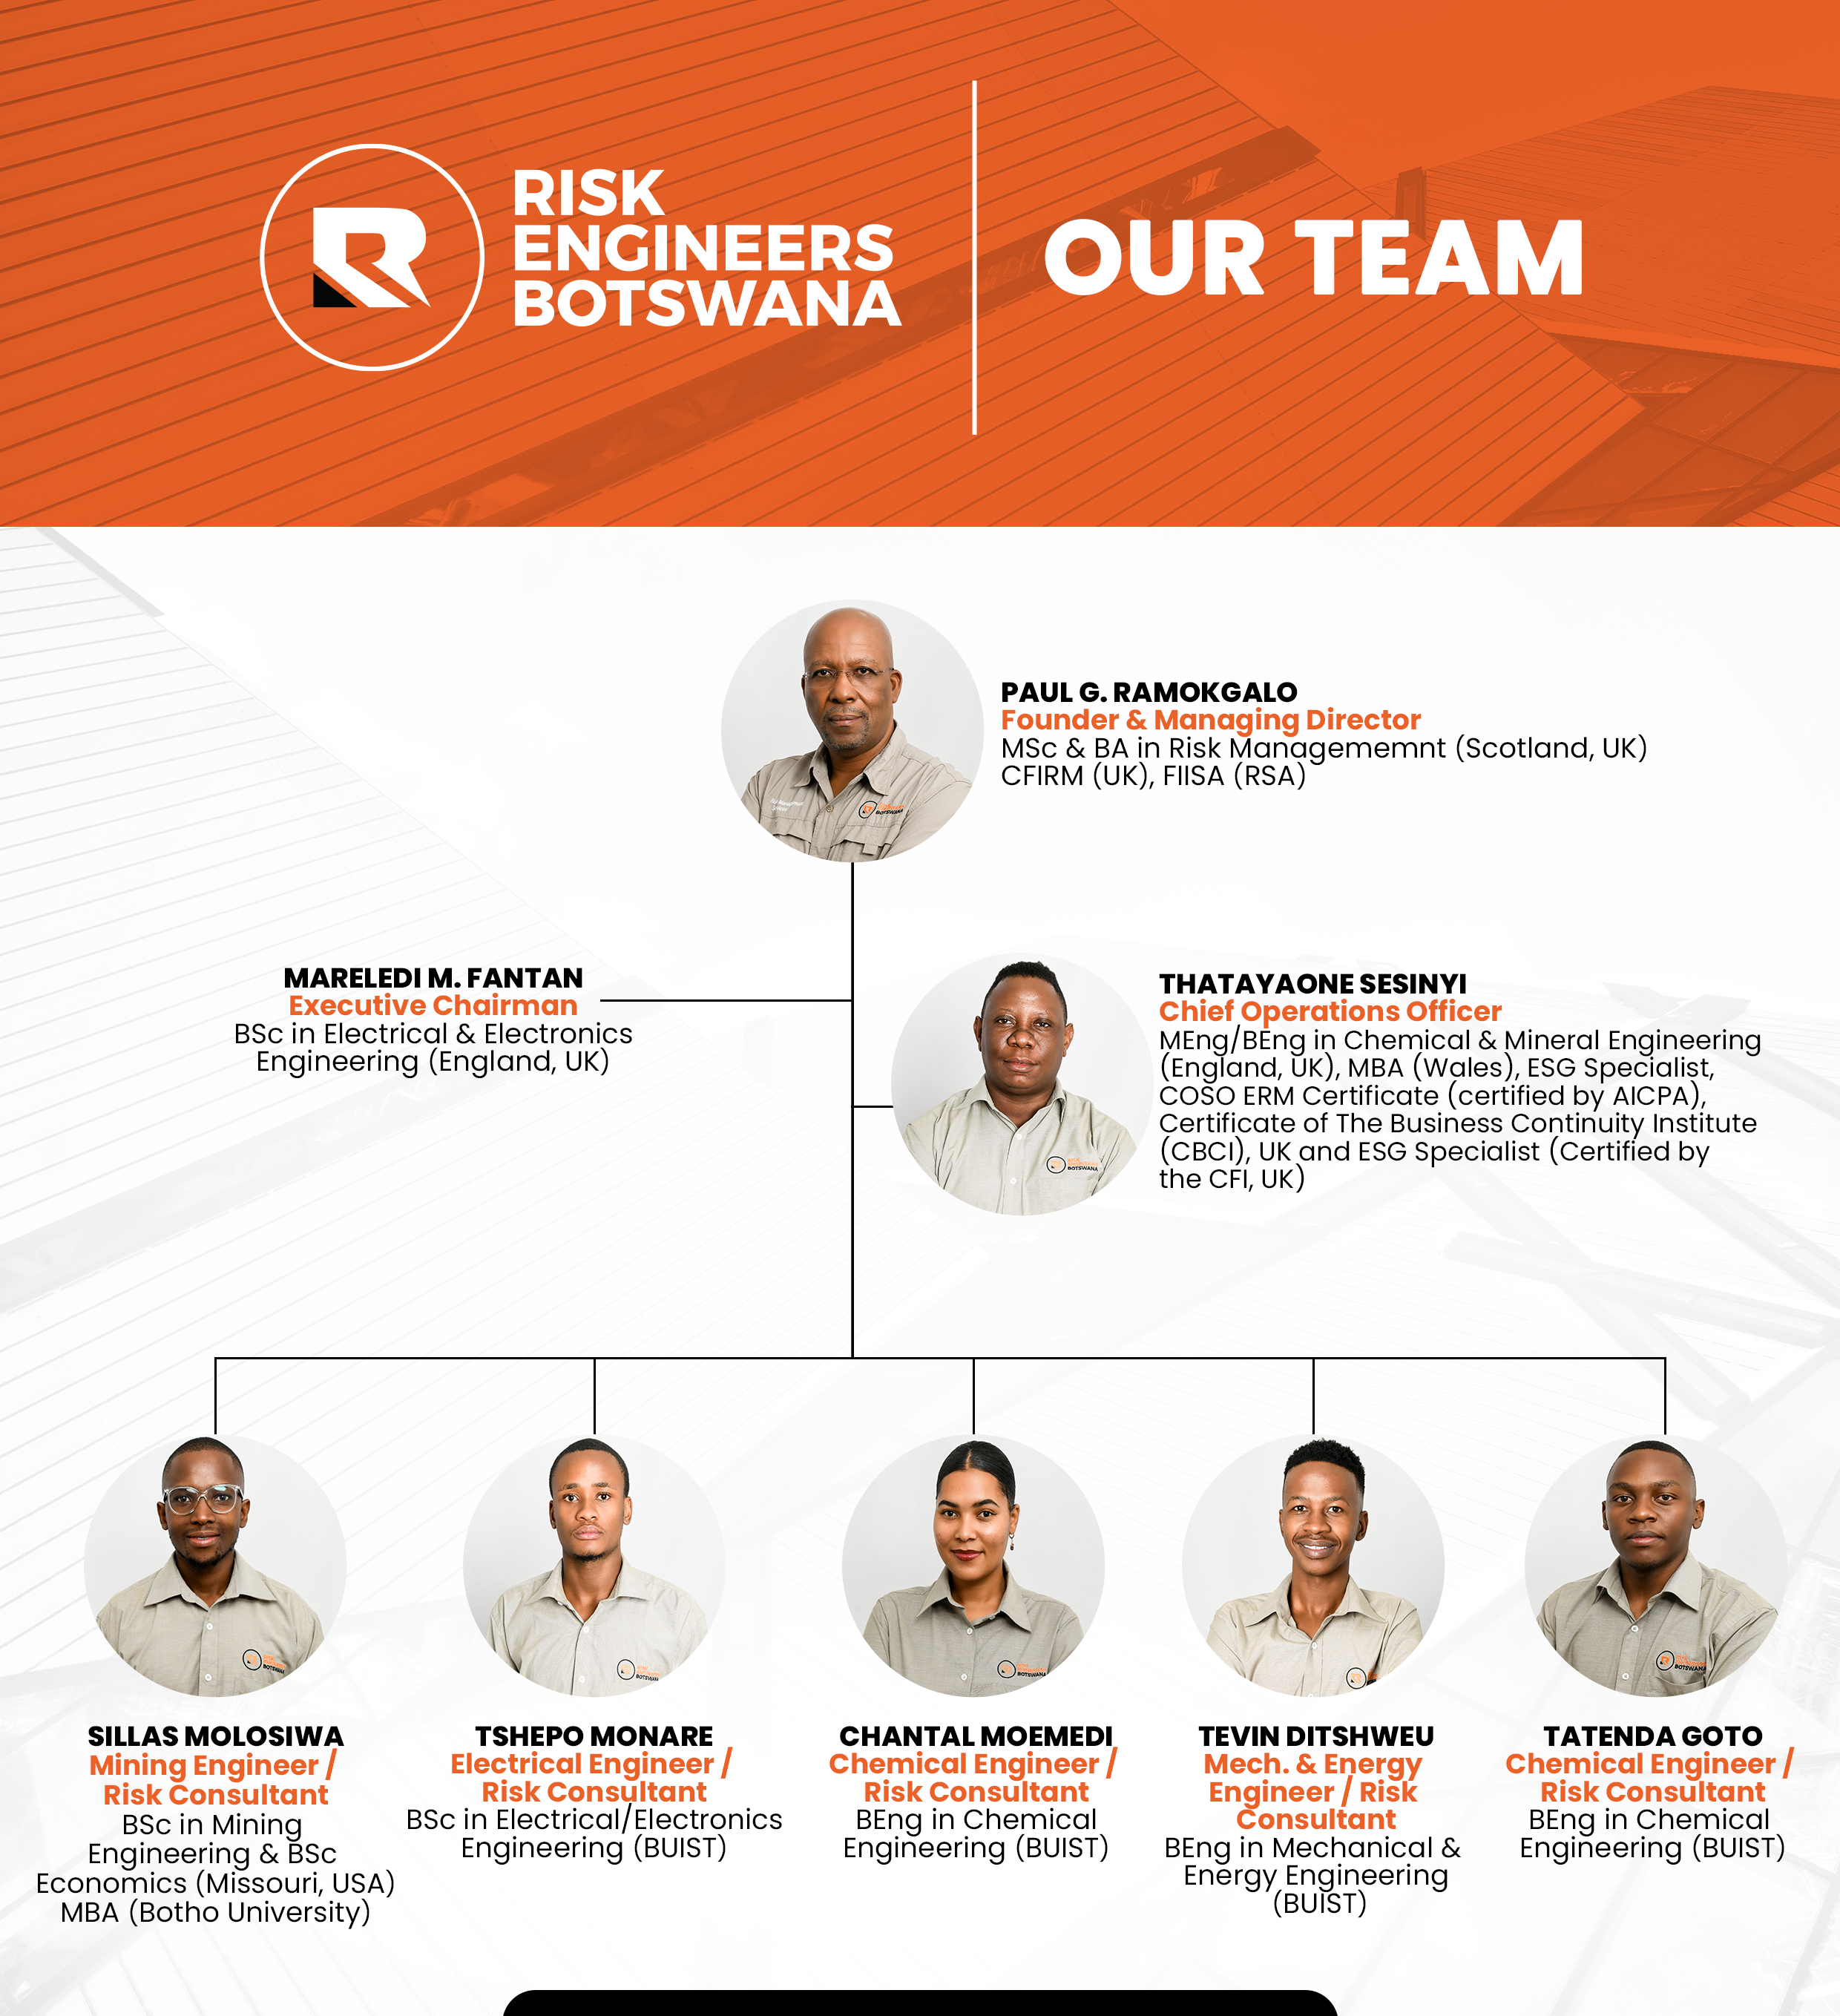 RISK
ENGINEERS
BOTSWANA
OUR TEAM
PAUL G. RAMOKGALO
Founder & Managing Director
MSc & BA in Risk Managememnt (Scotland, UK)
CFIRM (UK), FIISA (RSA)
MARELEDI M. FANTAN
Executive Chairman
BSc in Electrical & Electronics
Engineering (England, UK)
THATAYAONE SESINYI
Chief Operations Officer
MEng/BEng in Chemical & Mineral Engineering
(England, UK), MBA (Wales), ESG Specialist,
COSO ERM Certificate (certified by AICPA),
Certificate of The Business Continuity Institute
(CBCI), UK and ESG Specialist (Certified by
the CFI, UK)
SILLAS MOLOSIWA
Mining Engineer /
Risk Consultant
BSc in Mining
Engineering & BSc
Economics (Missouri, USA)
MBA (Botho University)
TSHEPO MONARE
Electrical Engineer /
Risk Consultant
BSc in Electrical/Electronics
Engineering (BUIST)
CHANTAL MOEMEDI
Chemical Engineer /
Risk Consultant
BEng in Chemical
Engineering (BUIST)
TEVIN DITSHWEU
Mech. & Energy
Engineer / Risk
Consultant
BEng in Mechanical &
Energy Engineering
(BUIST)
TATENDA GOTO
Chemical Engineer /
Risk Consultant
BEng in Chemical
Engineering (BUIST)